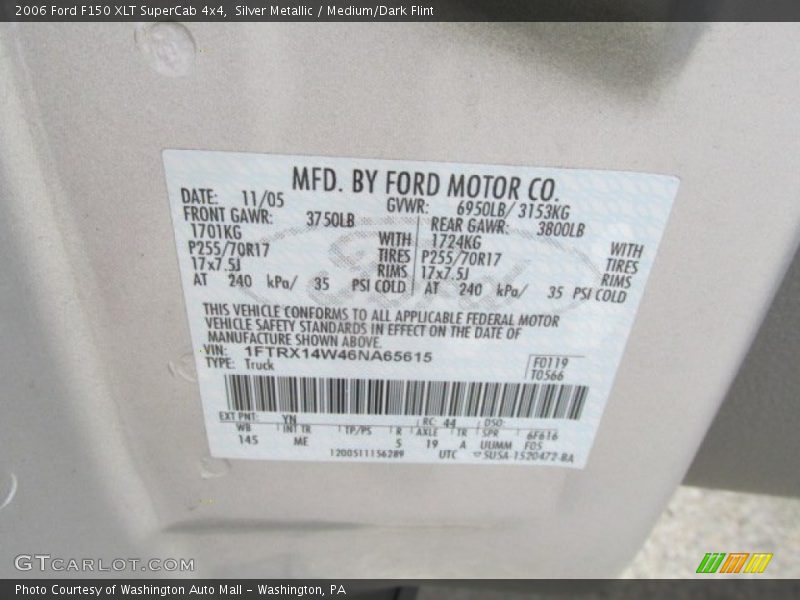 2006 Ford F150 XLT SuperCab 4x4, Silver Metallic / Medium/Dark Flint
MFD. BY FORD MOTOR CO.
DATE: 11/05 GVWR: 6950LB/ 3153KG
FRONT GAWR: 3750LB REAR GAWR: 3800LB
1701KG WITH 1724KG WITH
P255/70R17 TIRES P255/70R17 TIRES
17x7.5J RIMS 17x7.5J RIMS
AT 240 kPa/ 35 PSI COLD AT 240 kPa/ 35 PSI COLD
THIS VEHICLE CONFORMS TO ALL APPLICABLE FEDERAL MOTOR
VEHICLE SAFETY STANDARDS IN EFFECT ON THE DATE OF
MANUFACTURE SHOWN ABOVE.
VIN: 1FTRX14W46NA65615 F0119
TYPE: Truck T0566
EXT PNT: YN RC: 44 DSO:
WB INT TR TP/PS R AXLE TR SPR 6F616
145 ME 5 19 A UUMM F05
1200511156289 UTC SU5A-1520472-BA
GTCARLOT.COM
Photo Courtesy of Washington Auto Mall - Washington, PA